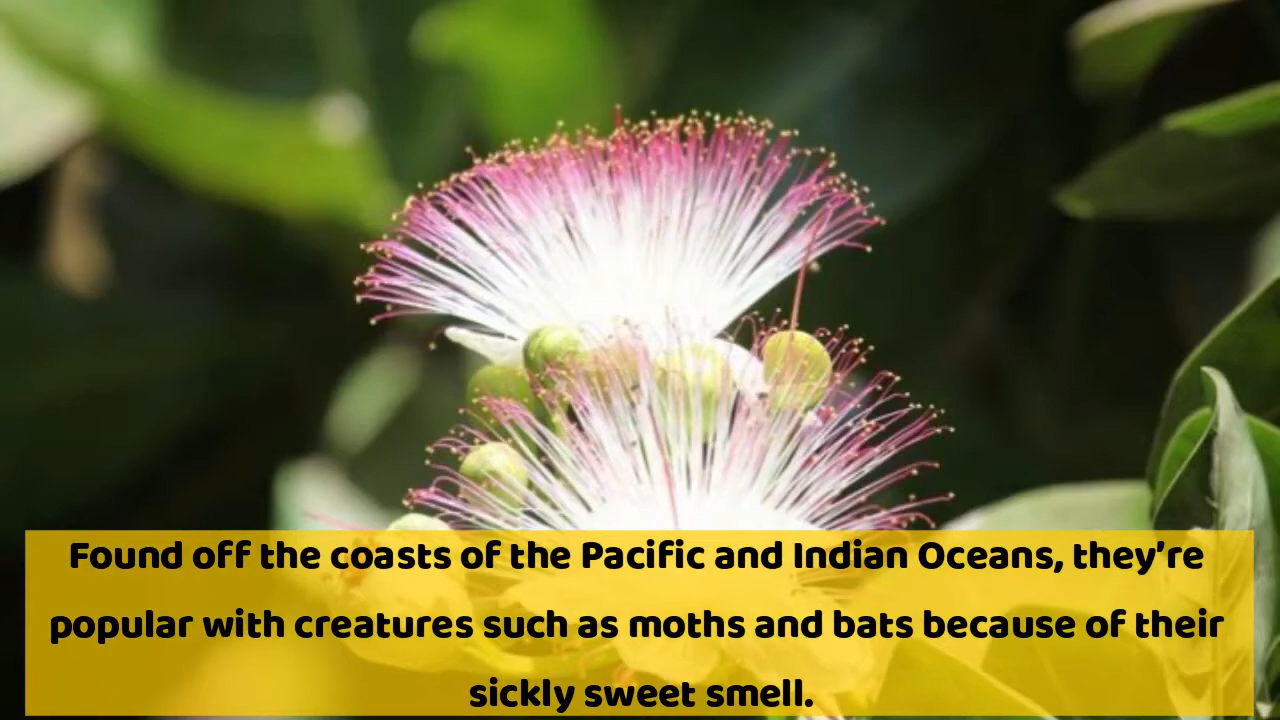 Found off the coasts of the Pacific and Indian Oceans, they’re
popular with creatures such as moths and bats because of their
sickly sweet smell.